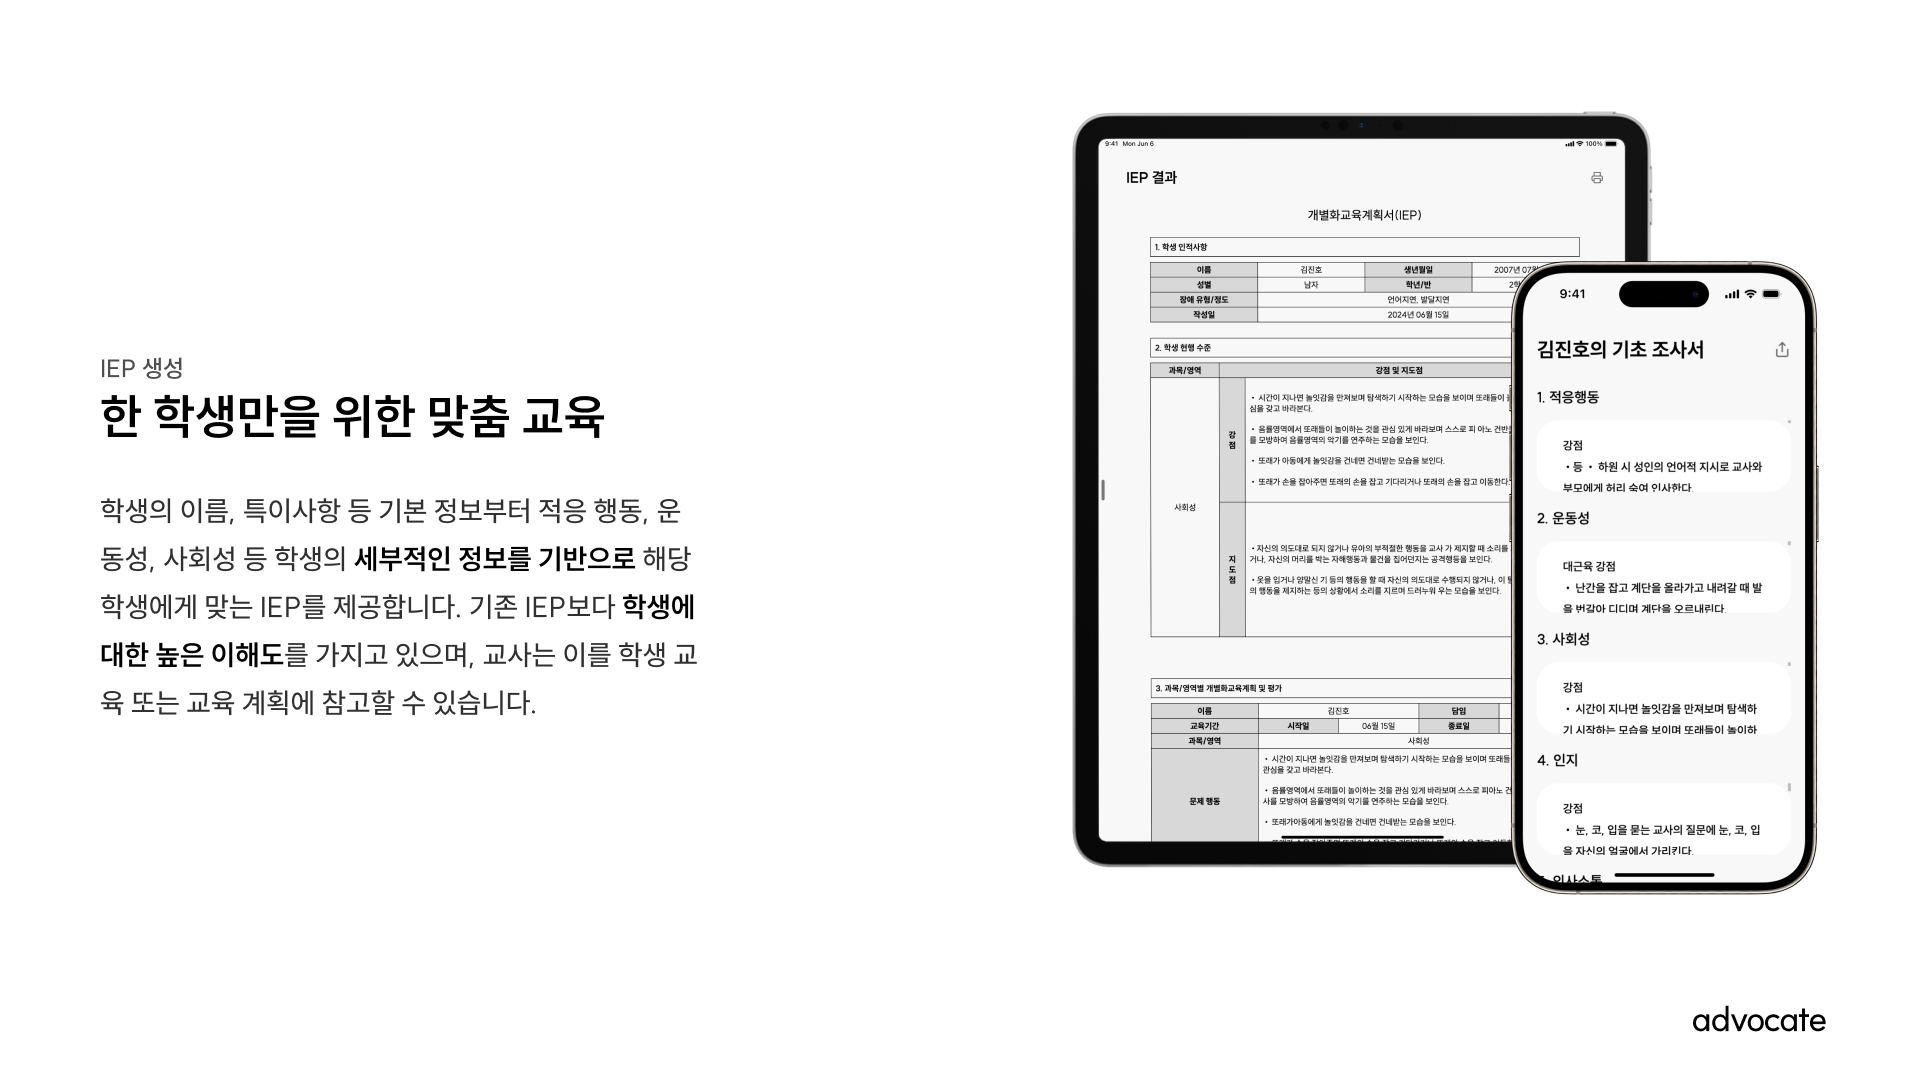 IEP 생성
한 학생만을 위한 맞춤 교육
학생의 이름, 특이사항 등 기본 정보부터 적응 행동, 운
동성, 사회성 등 학생의 세부적인 정보를 기반으로 해당
학생에게 맞는 IEP를 제공합니다. 기존 IEP보다 학생에
대한 높은 이해도를 가지고 있으며, 교사는 이를 학생 교
육 또는 교육 계획에 참고할 수 있습니다.
9:41 Mon Jun 6
100%
IEP 결과
개별화교육계획서(IEP)
1. 학생 인적사항
이름 김진호 생년월일 2007년
성별 남자 학년/반
장애 유형/정도 언어지연, 발달지연
작성일 2024년 06월 15일
2. 학생 현행 수준
과목/영역 강점 및 지도점
사회성
강점
• 시간이 지나면 놀잇감을 만져보며 탐색하기 시작하는 모습을 보이며 또래들이
심을 갖고 바라본다.
• 음률영역에서 또래들이 놀이하는 것을 관심 있게 바라보며 스스로 피 아노 건반
를 모방하여 음률영역의 악기를 연주하는 모습을 보인다.
• 또래가 아동에게 놀잇감을 건네면 건네받는 모습을 보인다.
• 또래가 손을 잡아주면 또래의 손을 잡고 기다리거나 또래의 손을 잡고 이동한다.
지도점
• 자신의 의도대로 되지 않거나 유아의 부적절한 행동을 교사 가 제지할 때 소리를
거나, 자신의 머리를 박는 자해행동과 물건을 집어던지는 공격행동을 보인다.
• 옷을 입거나 양말신 기 등의 행동을 할 때 자신의 의도대로 수행되지 않거나, 이
의 행동을 제지하는 등의 상황에서 소리를 지르며 드러누워 우는 모습을 보인다.
3. 과목/영역별 개별화교육계획 및 평가
이름 김진호 담임
교육기간 시작일 06월 15일 종료일
과목/영역 사회성
문제 행동
• 시간이 지나면 놀잇감을 만져보며 탐색하기 시작하는 모습을 보이며 또래들
관심을 갖고 바라본다.
• 음률영역에서 또래들이 놀이하는 것을 관심 있게 바라보며 스스로 피아노 건
사를 모방하여 음률영역의 악기를 연주하는 모습을 보인다.
• 또래가아동에게 놀잇감을 건네면 건네받는 모습을 보인다.
9:41
김진호의 기초 조사서
1. 적응행동
강점
• 등 • 하원 시 성인의 언어적 지시로 교사와
부모에게 허리 숙여 인사한다.
2. 운동성
대근육 강점
• 난간을 잡고 계단을 올라가고 내려갈 때 발
을 번갈아 디디며 계단을 오르내린다.
3. 사회성
강점
• 시간이 지나면 놀잇감을 만져보며 탐색하
기 시작하는 모습을 보이며 또래들이 놀이하
4. 인지
강점
• 눈, 코, 입을 묻는 교사의 질문에 눈, 코, 입
을 자신의 얼굴에서 가리킨다.
5. 의사소통
advocate